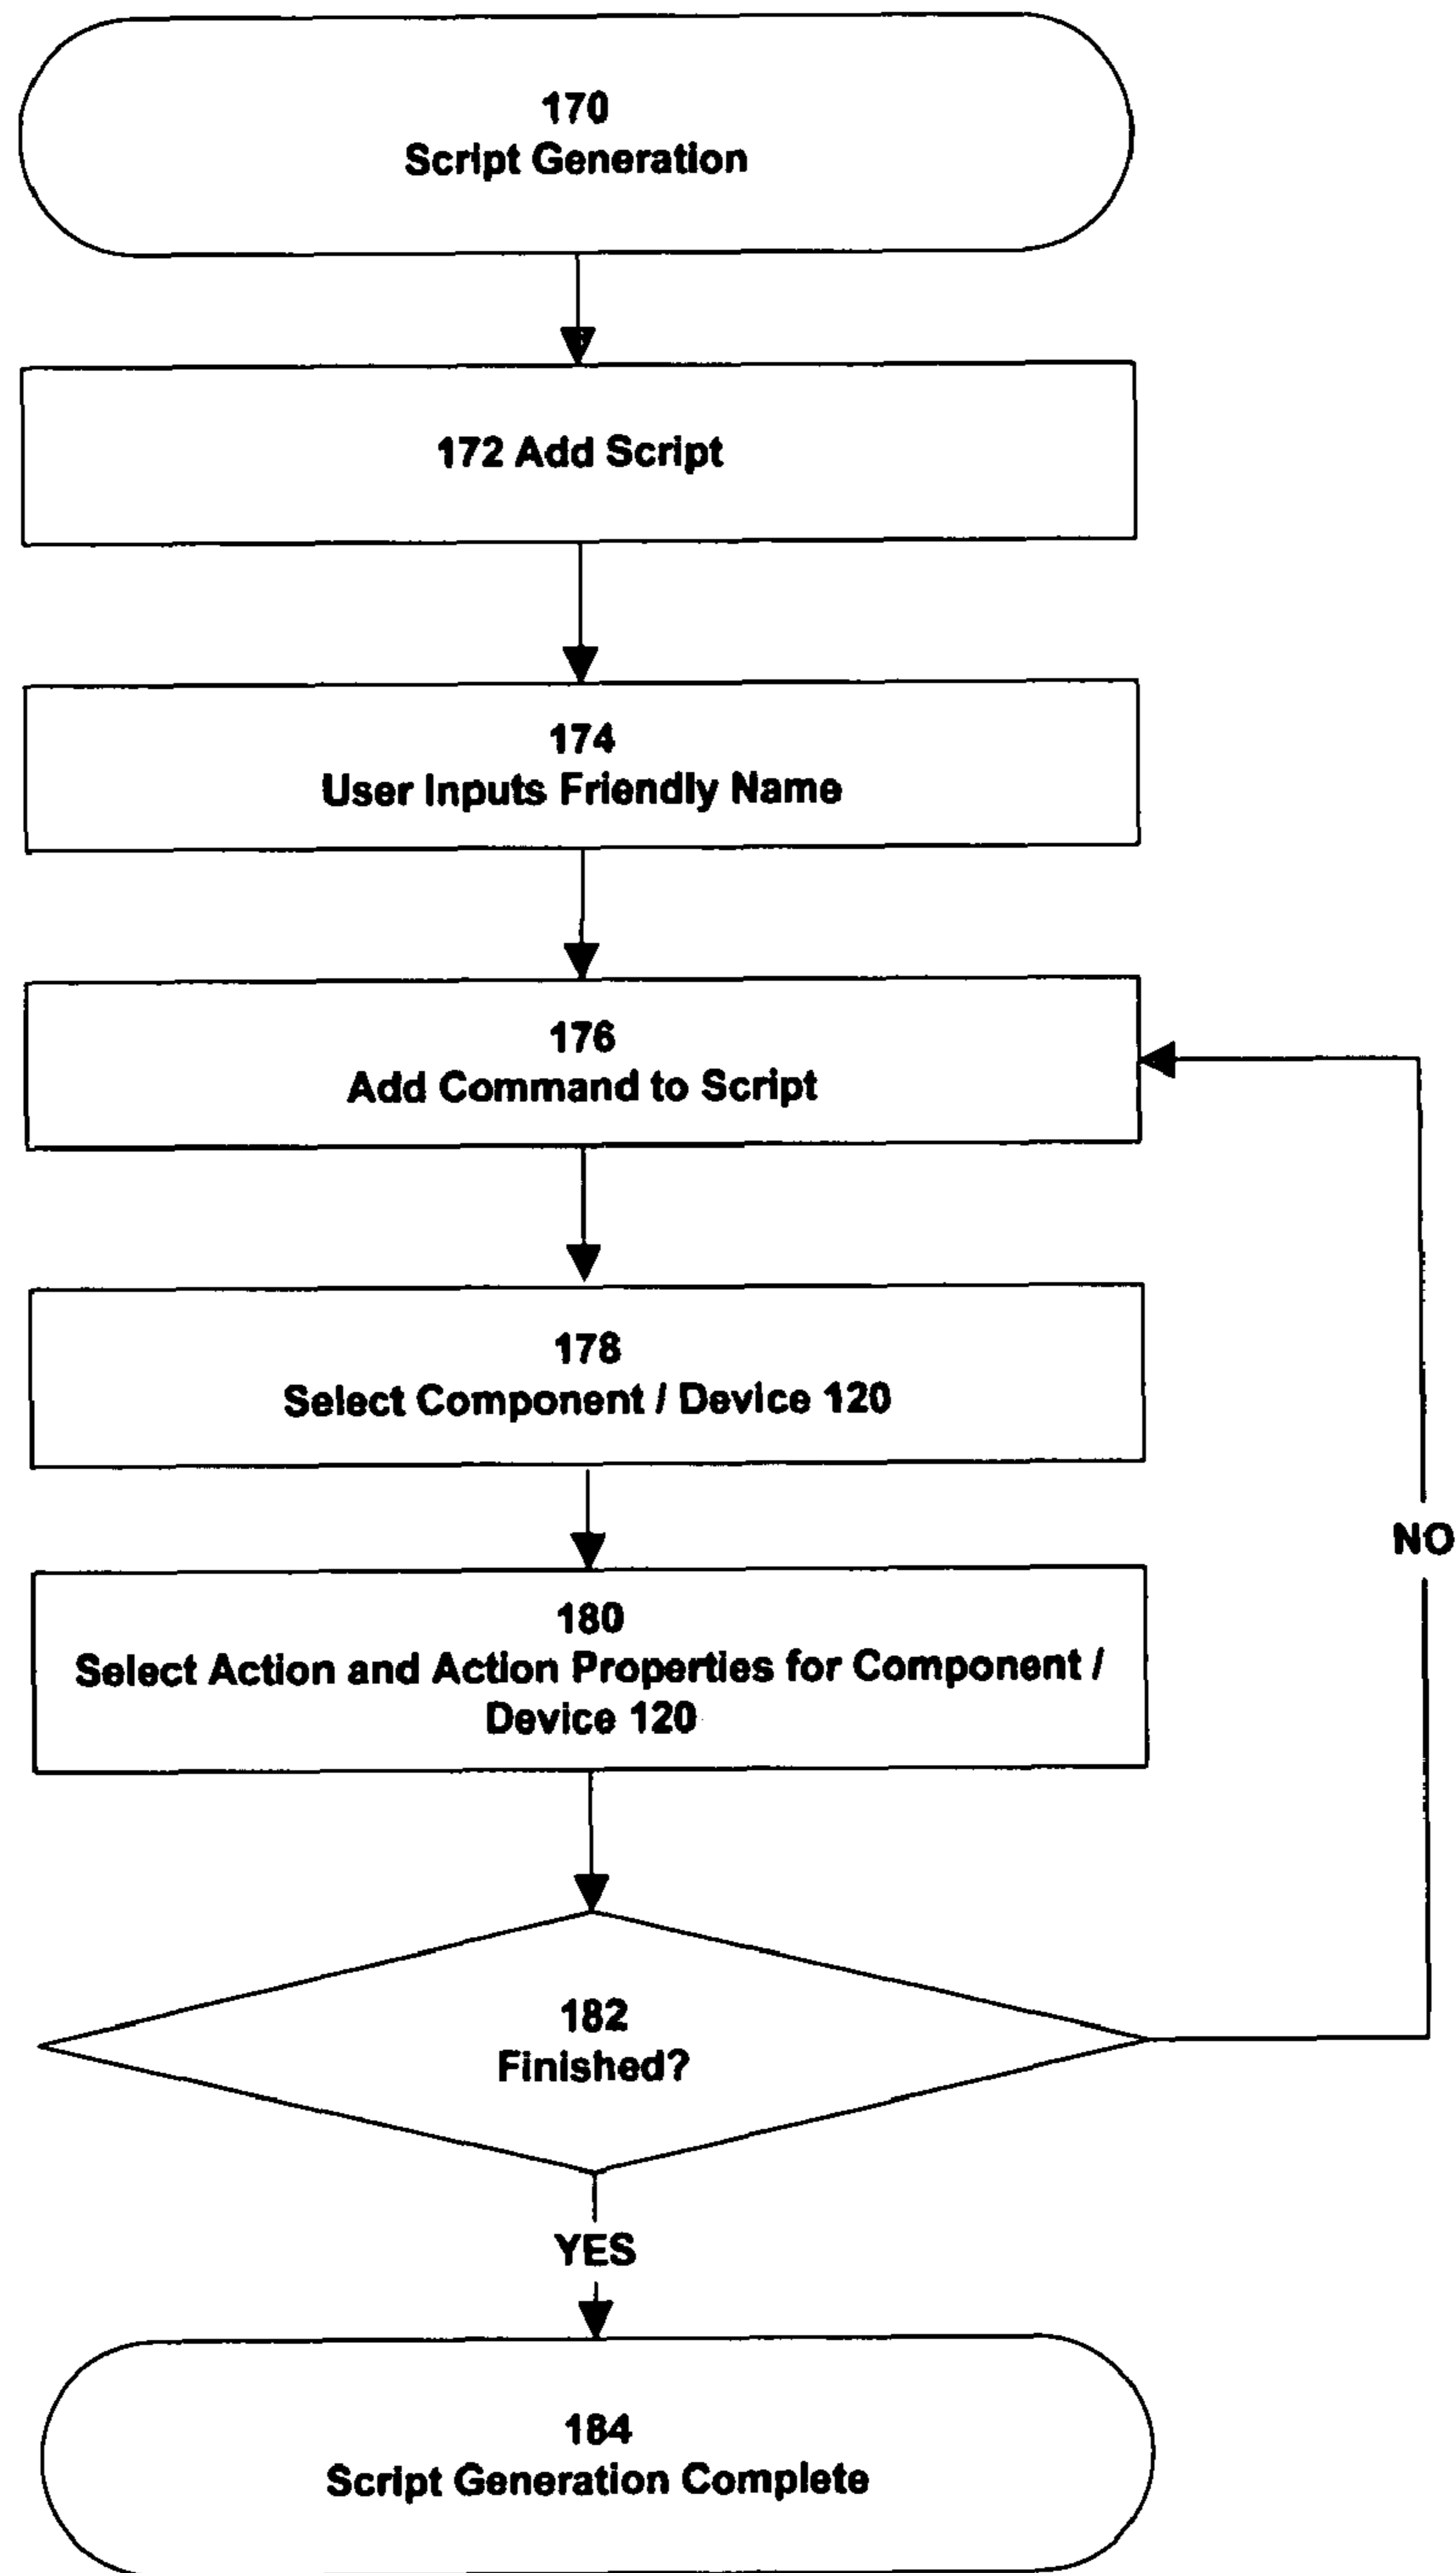 170
Script Generation
172 Add Script
174
User Inputs Friendly Name
176
Add Command to Script
178
Select Component / Device 120
NO
180
Select Action and Action Properties for Component /
Device 120
182
Finished?
YES
184
Script Generation Complete